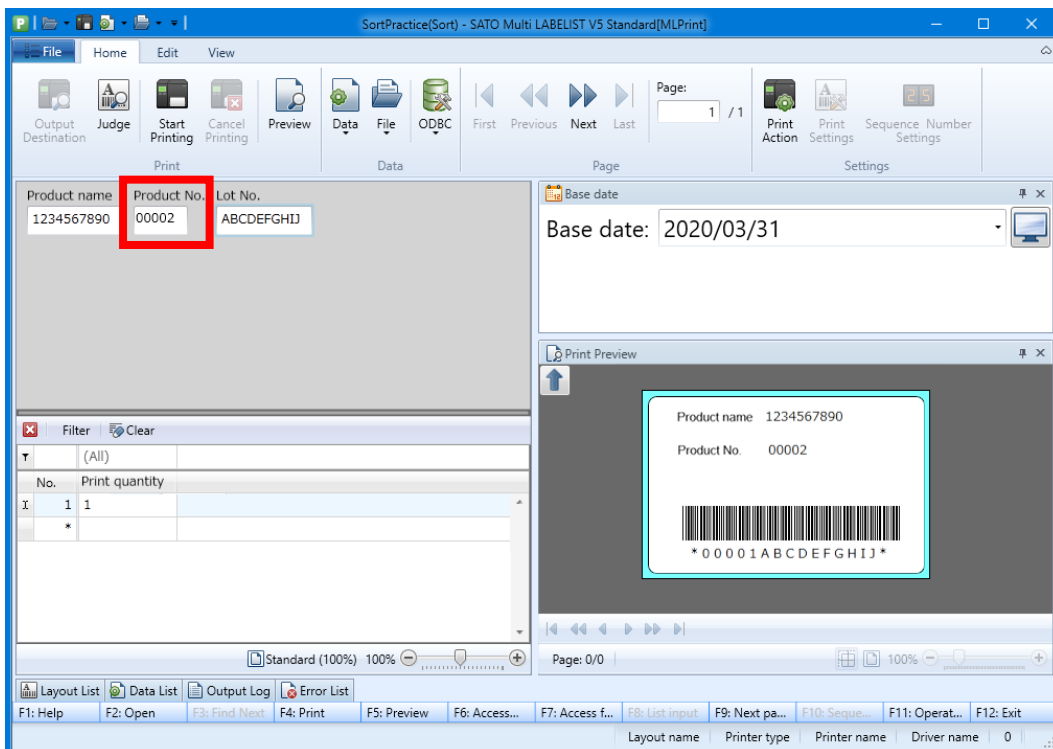 SortPractice(Sort) - SATO Multi LABELIST V5 Standard[MLPrint]
File Home Edit View
Output Destination Judge Start Printing Cancel Printing Preview Data File ODBC First Previous Next Last Page: 1 / 1 Print Action Print Settings Sequence Number Settings
Print Data Page Settings
Product name Product No. Lot No.
1234567890 00002 ABCDEFGHIJ
Base date
Base date: 2020/03/31
Print Preview
Product name 1234567890
Product No. 00002
*00001ABCDEFGHIJ*
Filter Clear
(All)
No. Print quantity
1 1
*
Standard (100%) 100%
Page: 0/0 100%
Layout List Data List Output Log Error List
F1: Help F2: Open F3: Find Next F4: Print F5: Preview F6: Access... F7: Access f... F8: List input F9: Next pa... F10: Seque... F11: Operat... F12: Exit
Layout name Printer type Printer name Driver name 0